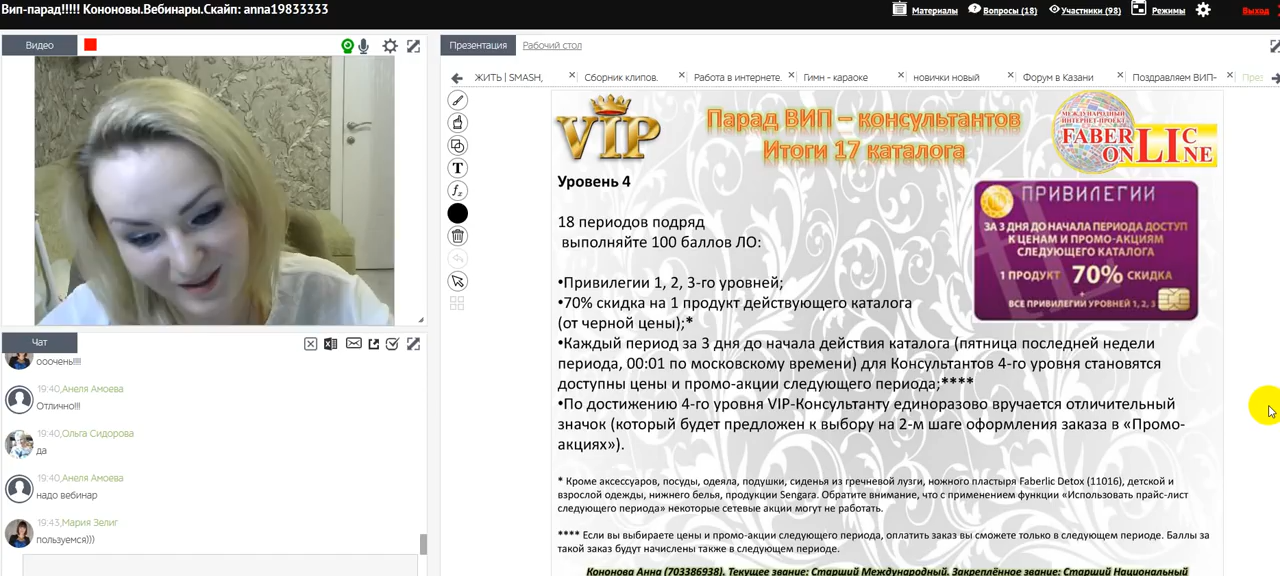 Вип-парад!!!!! Кононовы.Вебинары.Скайп: anna19833333
Материалы Вопросы (18) Участники (98) Режимы Выход
Видео
Презентация Рабочий стол
ЖИТЬ | SMASH, Сборник клипов. Работа в интернете. Гимн - караоке новички новый Форум в Казани Поздравляем ВИП- През
VIP
Парад ВИП – консультантов
Итоги 17 каталога
МЕЖДУНАРОДНЫЙ
ИНТЕРНЕТ-ПРОЕКТ
FABERLIC
ONLINE
Уровень 4
18 периодов подряд
выполняйте 100 баллов ЛО:
•Привилегии 1, 2, 3-го уровней;
•70% скидка на 1 продукт действующего каталога
(от черной цены);*
•Каждый период за 3 дня до начала действия каталога (пятница последней недели
периода, 00:01 по московскому времени) для Консультантов 4-го уровня становятся
доступны цены и промо-акции следующего периода;****
•По достижению 4-го уровня VIP-Консультанту единоразово вручается отличительный
значок (который будет предложен к выбору на 2-м шаге оформления заказа в «Промо-
акциях»).
ПРИВИЛЕГИИ
ЗА 3 ДНЯ ДО НАЧАЛА ПЕРИОДА ДОСТУП
К ЦЕНАМ И ПРОМО-АКЦИЯМ
СЛЕДУЮЩЕГО КАТАЛОГА
1 ПРОДУКТ 70% СКИДКА
+
ВСЕ ПРИВИЛЕГИИ УРОВНЕЙ 1, 2, 3
* Кроме аксессуаров, посуды, одеяла, подушки, сиденья из гречневой лузги, ножного пластыря Faberlic Detox (11016), детской и
взрослой одежды, нижнего белья, продукции Sengara. Обратите внимание, что с применением функции «Использовать прайс-лист
следующего периода» некоторые сетевые акции могут не работать.
**** Если вы выбираете цены и промо-акции следующего периода, оплатить заказ вы сможете только в следующем периоде. Баллы за
такой заказ будут начислены также в следующем периоде.
Кононова Анна (703386938). Текущее звание: Старший Международный. Закреплённое звание: Старший Национальный
Чат
ооочень!!!!
19:40, Анеля Амоева
Отлично!!!
19:40, Ольга Сидорова
да
19:40, Анеля Амоева
надо вебинар
19:43, Мария Зелиг
пользуемся)))